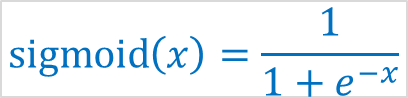 sigmoid(x) = 1 / (1 + e^{-x})